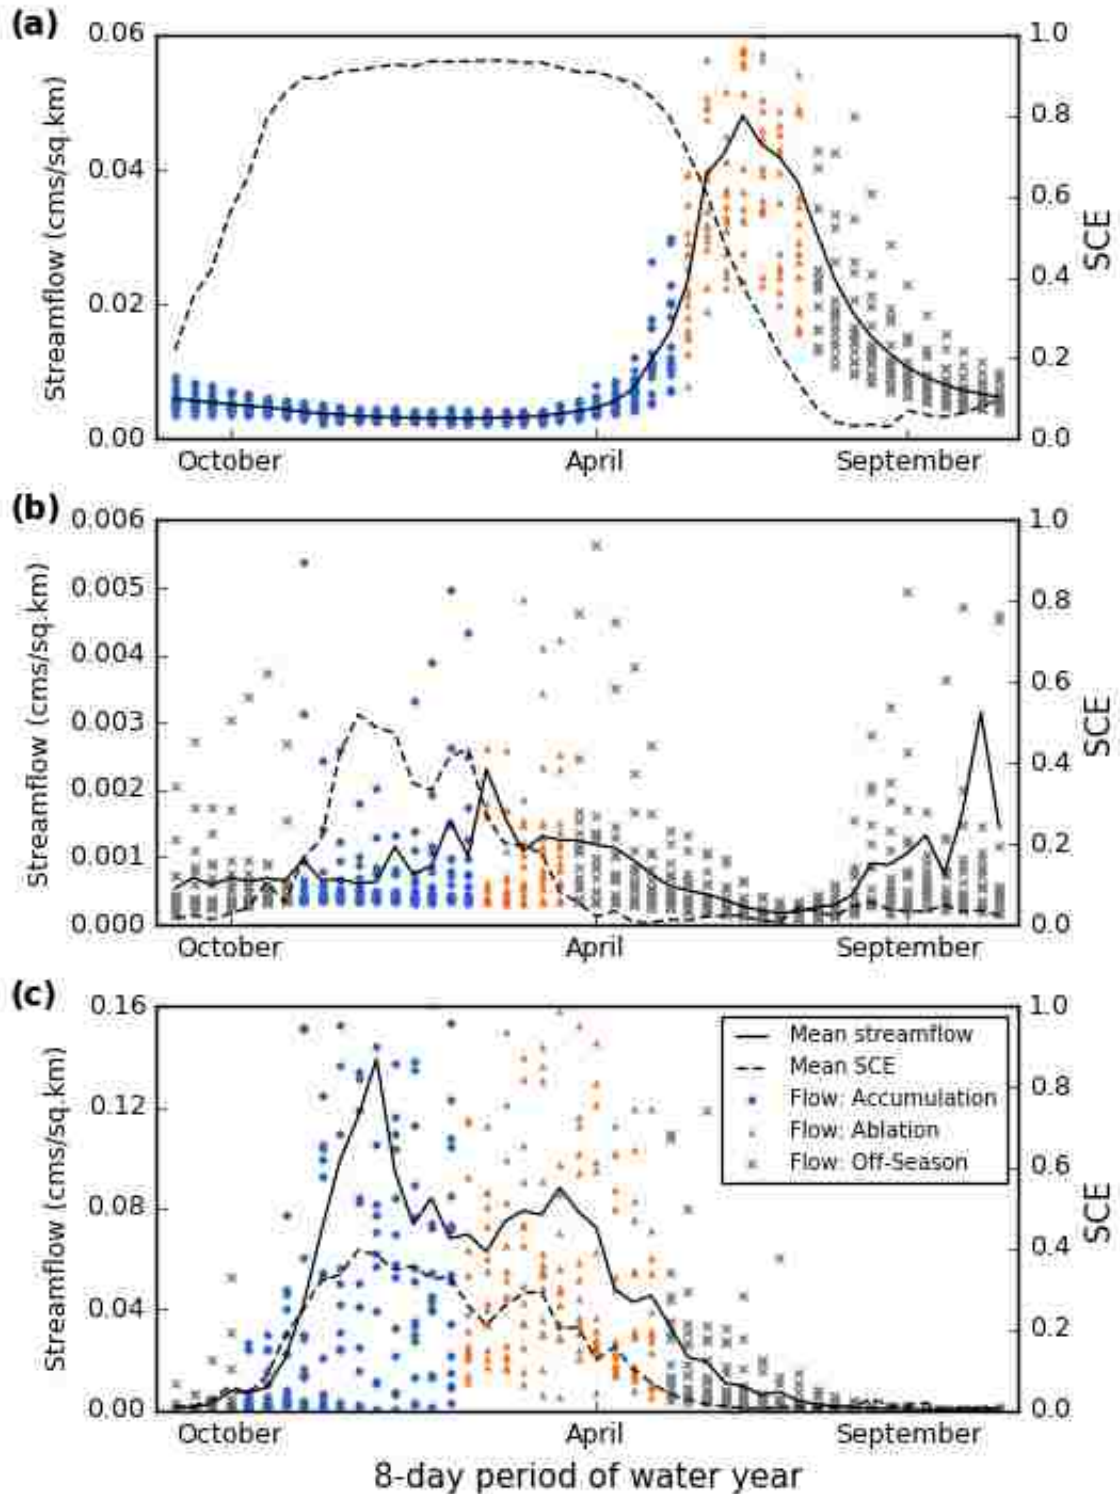 (a)
0.06
0.04
0.02
0.00
Streamflow (cms/sq.km)
1.0
0.8
0.6
0.4
0.2
0.0
SCE
October April September
(b)
0.006
0.005
0.004
0.003
0.002
0.001
0.000
Streamflow (cms/sq.km)
1.0
0.8
0.6
0.4
0.2
0.0
SCE
October April September
(c)
0.16
0.12
0.08
0.04
0.00
Streamflow (cms/sq.km)
1.0
0.8
0.6
0.4
0.2
0.0
SCE
Mean streamflow
Mean SCE
Flow: Accumulation
Flow: Ablation
Flow: Off-Season
October April September
8-day period of water year